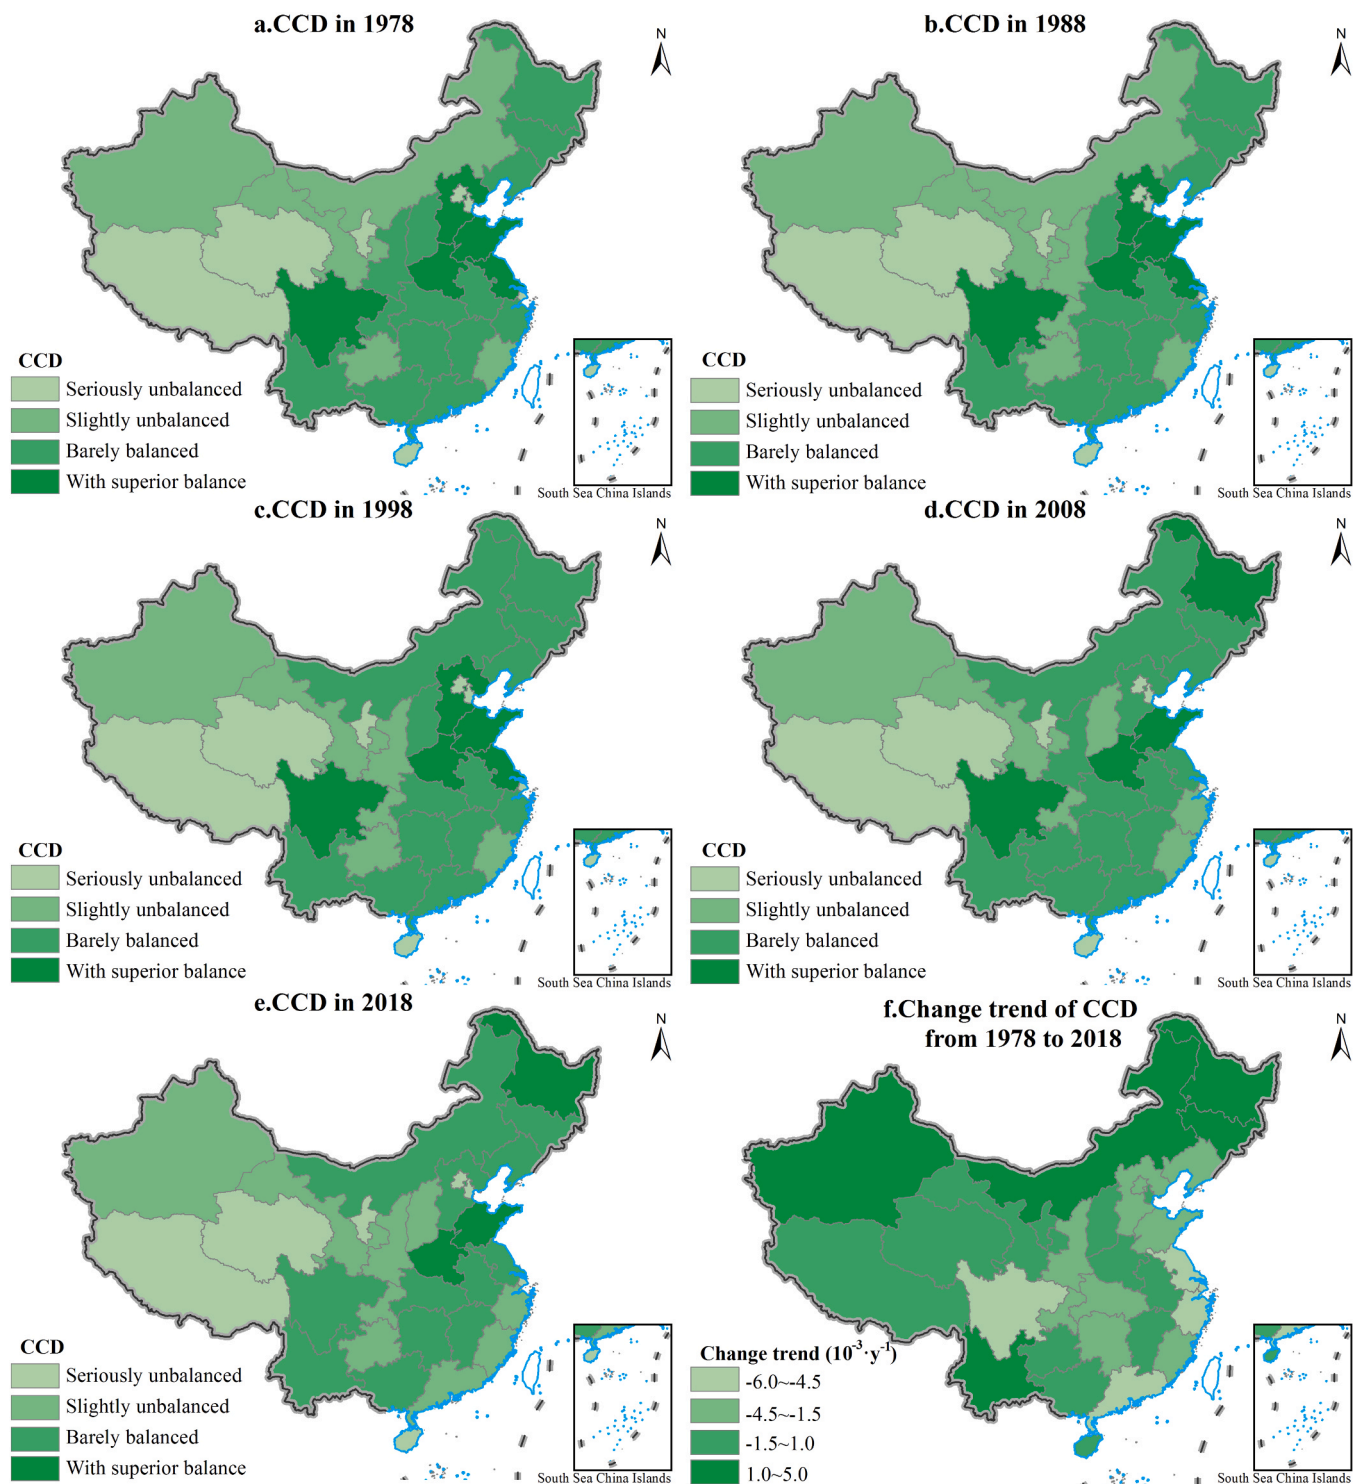 a.CCD in 1978
N
CCD
Seriously unbalanced
Slightly unbalanced
Barely balanced
With superior balance
South Sea China Islands
b.CCD in 1988
N
CCD
Seriously unbalanced
Slightly unbalanced
Barely balanced
With superior balance
South Sea China Islands
c.CCD in 1998
N
CCD
Seriously unbalanced
Slightly unbalanced
Barely balanced
With superior balance
South Sea China Islands
d.CCD in 2008
N
CCD
Seriously unbalanced
Slightly unbalanced
Barely balanced
With superior balance
South Sea China Islands
e.CCD in 2018
N
CCD
Seriously unbalanced
Slightly unbalanced
Barely balanced
With superior balance
South Sea China Islands
f.Change trend of CCD
from 1978 to 2018
N
Change trend (10⁻³·y⁻¹)
-6.0~-4.5
-4.5~-1.5
-1.5~1.0
1.0~5.0
South Sea China Islands